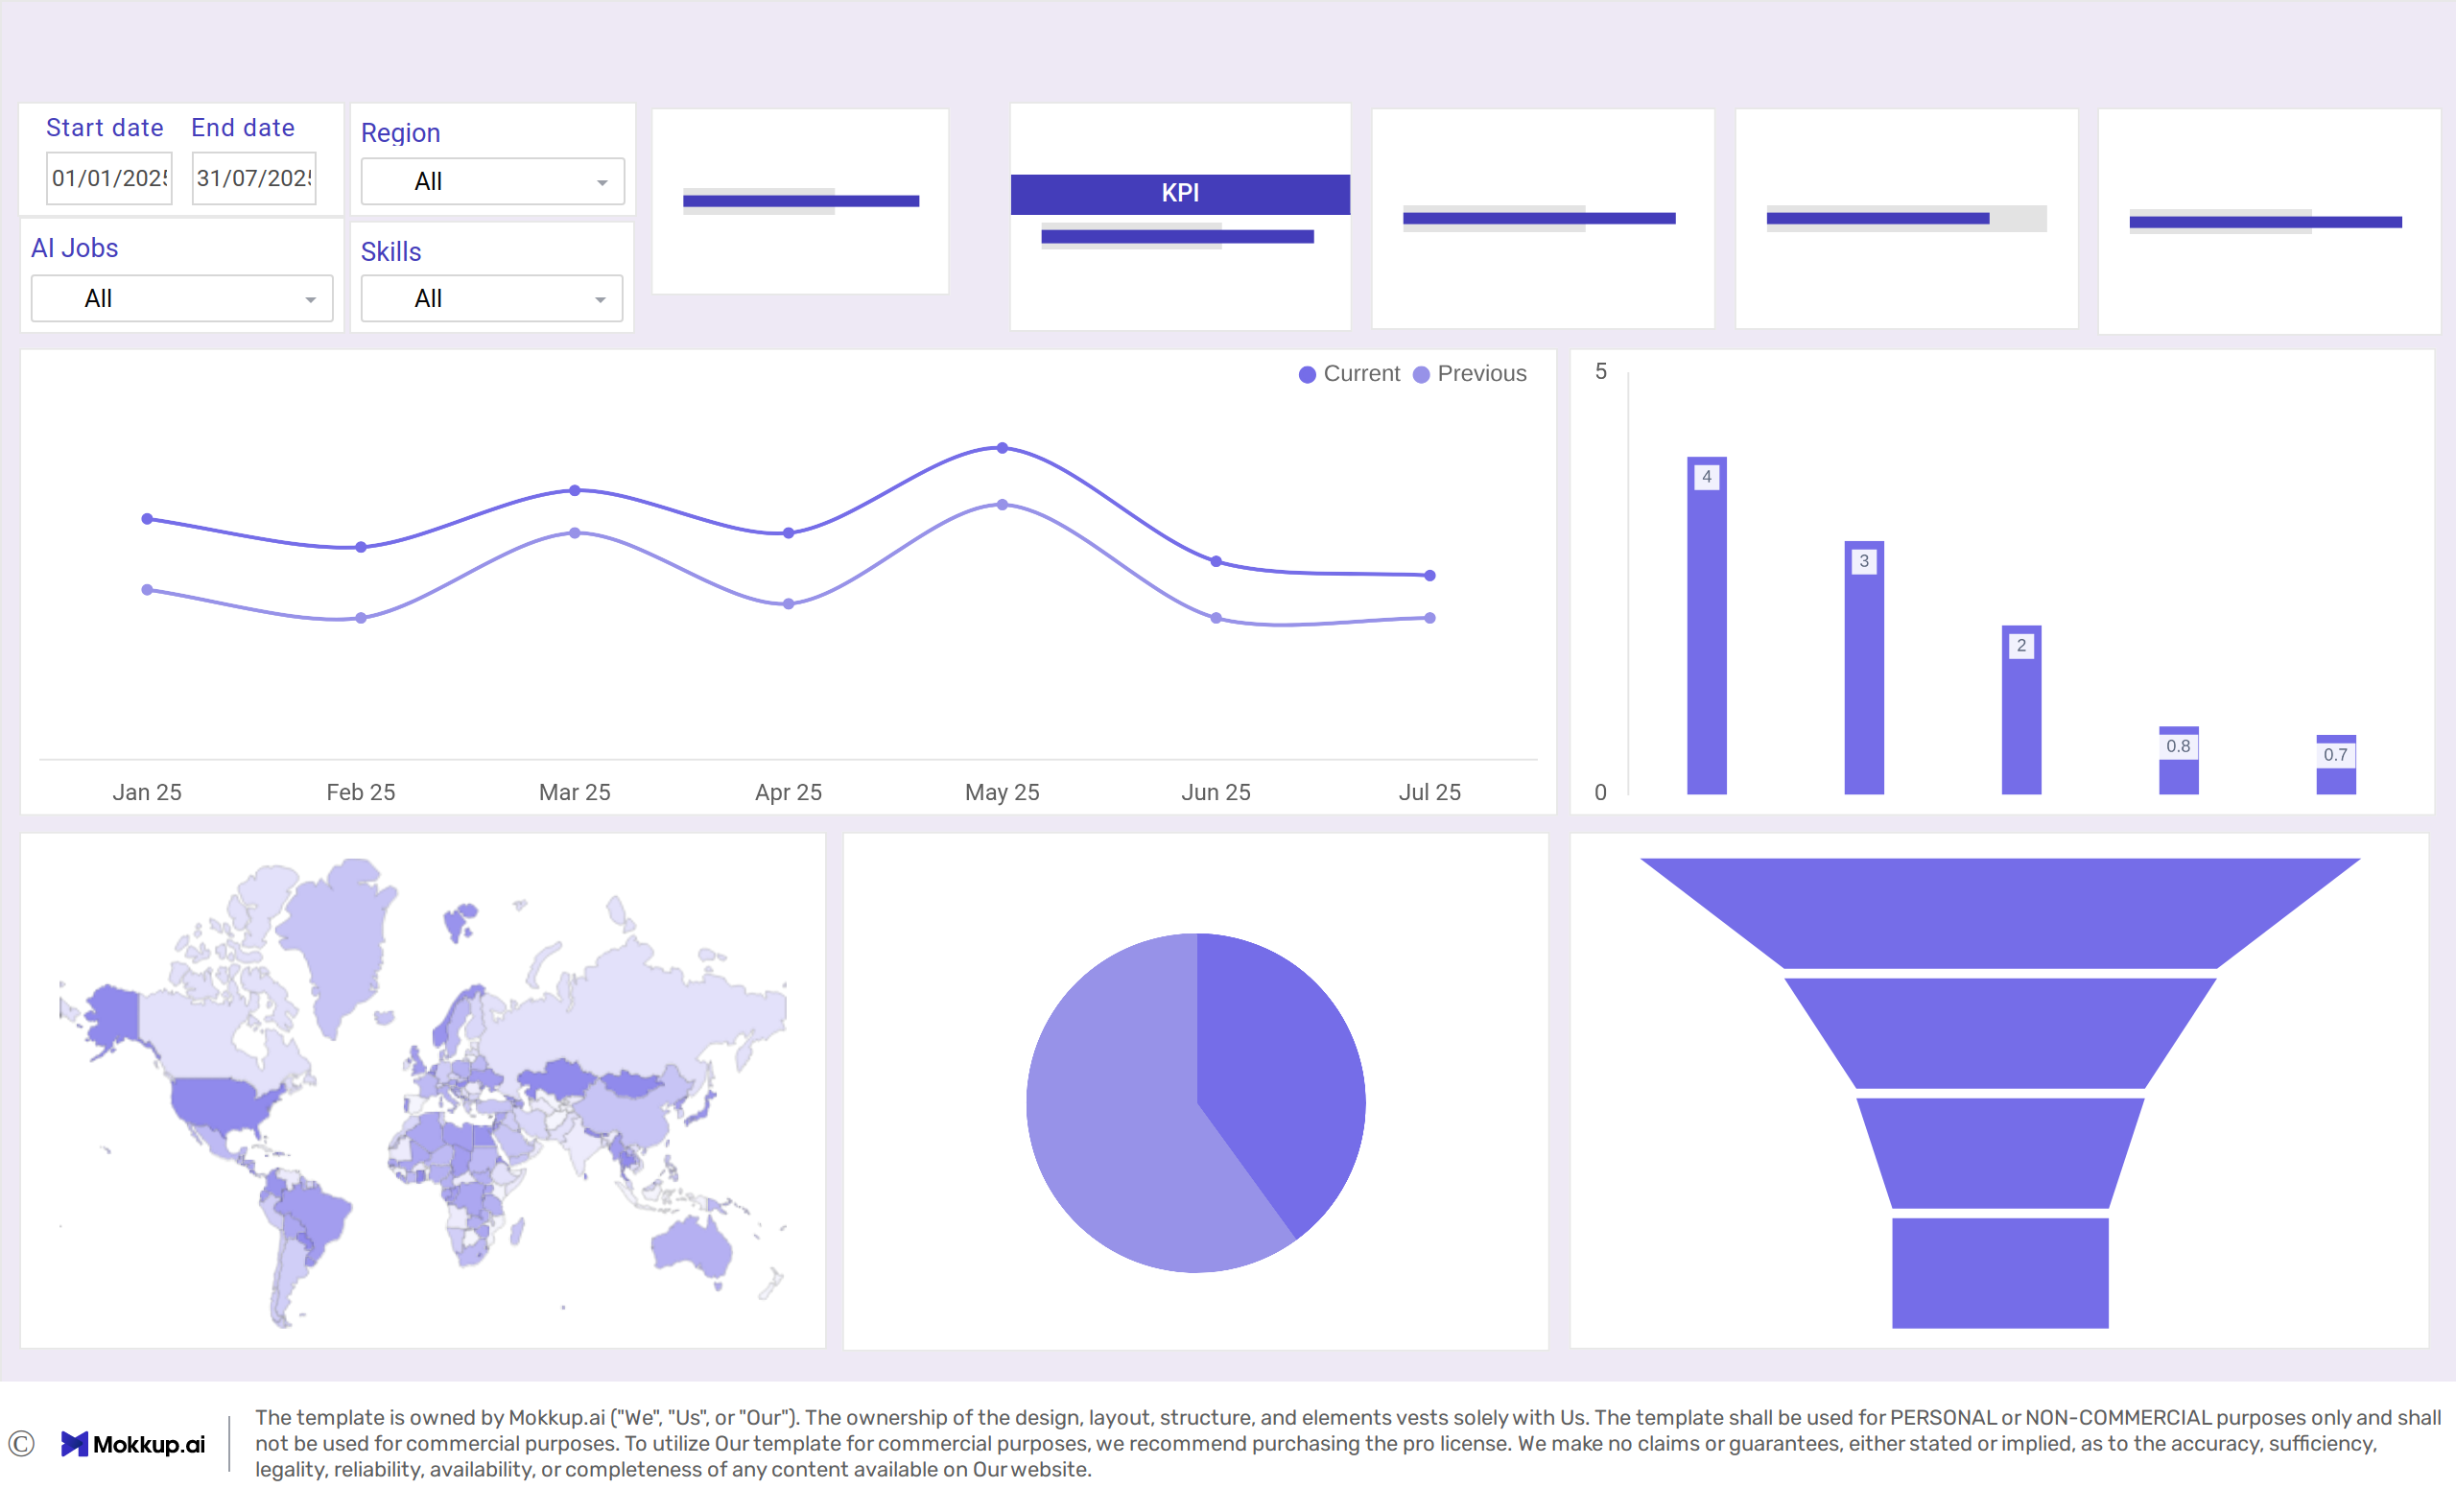 Start date End date
01/01/202
31/07/202
Region
All
AI Jobs
All
Skills
All
KPI
Current Previous
Jan 25 Feb 25 Mar 25 Apr 25 May 25 Jun 25 Jul 25
5
4
3
2
0.8
0.7
0
© Mokkup.ai
The template is owned by Mokkup.ai ("We", "Us", or "Our"). The ownership of the design, layout, structure, and elements vests solely with Us. The template shall be used for PERSONAL or NON-COMMERCIAL purposes only and shall
not be used for commercial purposes. To utilize Our template for commercial purposes, we recommend purchasing the pro license. We make no claims or guarantees, either stated or implied, as to the accuracy, sufficiency,
legality, reliability, availability, or completeness of any content available on Our website.